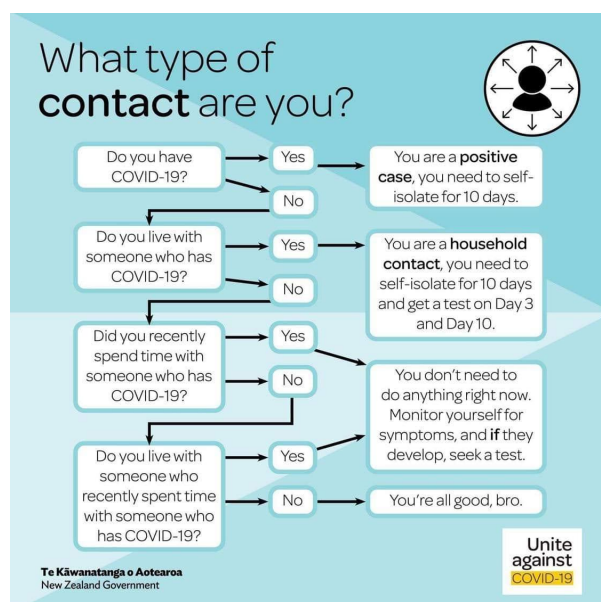 What type of
contact are you?
Do you have
COVID-19?
Yes
No
You are a positive
case, you need to self-
isolate for 10 days.
Do you live with
someone who has
COVID-19?
Yes
No
You are a household
contact, you need to
self-isolate for 10 days
and get a test on Day 3
and Day 10.
Did you recently
spend time with
someone who has
COVID-19?
Yes
No
You don't need to
do anything right now.
Monitor yourself for
symptoms, and if they
develop, seek a test.
Do you live with
someone who
recently spent time
with someone who
has COVID-19?
Yes
No
You're all good, bro.
Te Kāwanatanga o Aotearoa
New Zealand Government
Unite
against
COVID-19